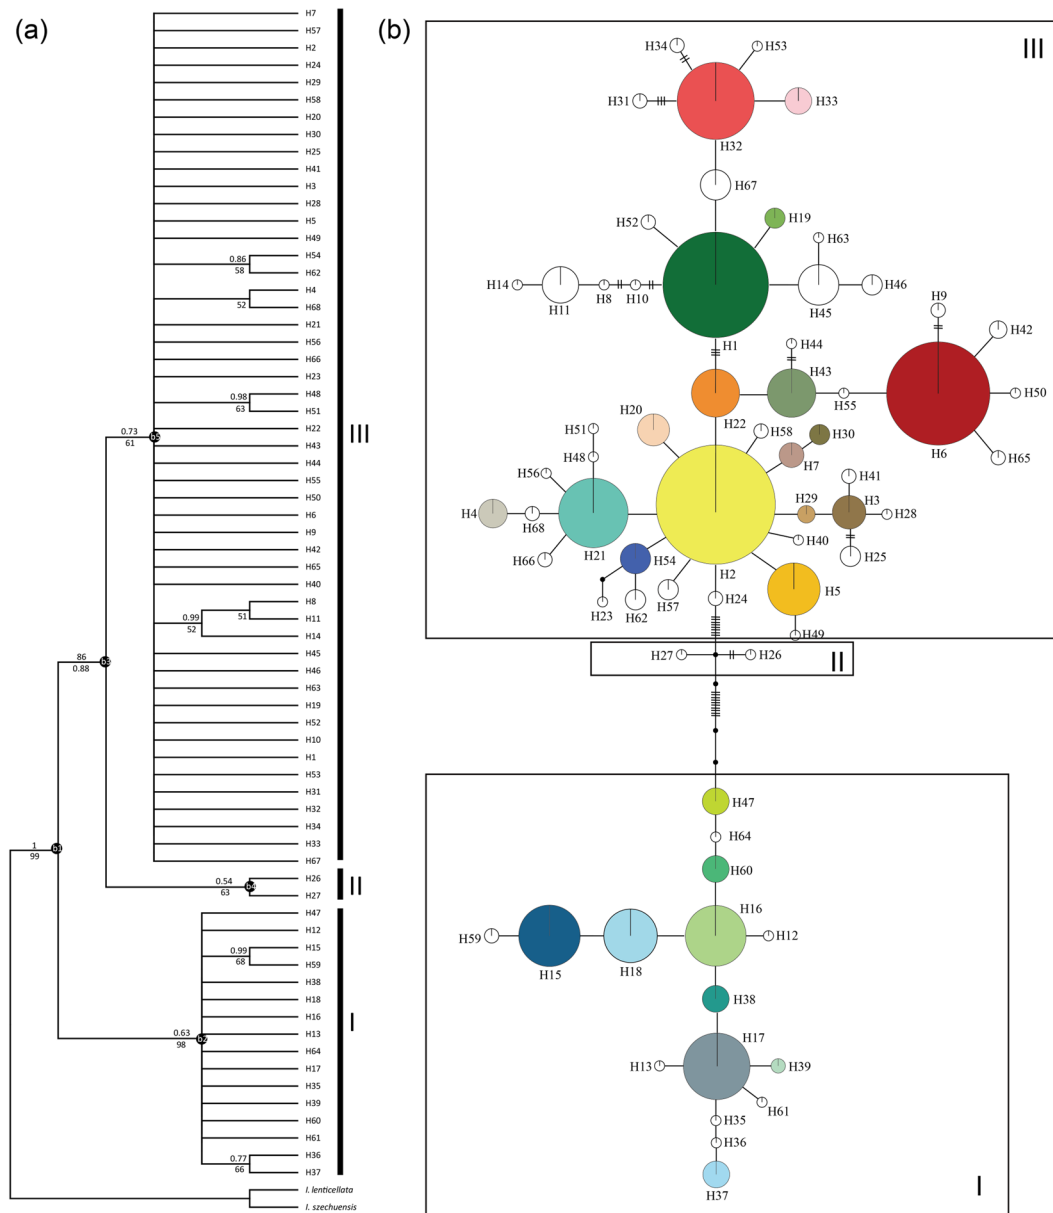 (a)
H7
H57
H2
H24
H29
H58
H20
H30
H25
H41
H3
H28
H5
H49
0.86
58
H54
H62
52
H4
H68
H21
H56
H66
H23
0.98
63
H48
H51
0.73
61
b5
III
H22
H43
H44
H55
H50
H6
H9
H42
H65
H40
0.99
52
51
H8
H11
H14
86
0.88
b3
H45
H46
H63
H19
H52
H10
H1
H53
H31
H32
H34
H33
H67
1
99
b1
0.54
63
b4
H26
H27
II
H47
H12
0.99
68
H15
H59
H38
H18
H16
I
0.63
98
b2
H13
H64
H17
H35
H39
H60
H61
0.77
66
H36
H37
I. lenticellata
I. szechuensis
(b)
III
H34
H53
H31
H33
H32
H67
H52
H19
H63
H14
H11
H8
H10
H45
H46
H1
H9
H42
H44
H43
H55
H50
H22
H6
H65
H20
H51
H58
H30
H48
H7
H56
H41
H4
H68
H29
H3
H28
H66
H21
H40
H25
H54
H2
H5
H23
H62
H57
H24
H49
H27
H26
II
H47
H64
H60
H16
H59
H12
H15
H18
H38
H17
H13
H39
H61
H35
H36
H37
I